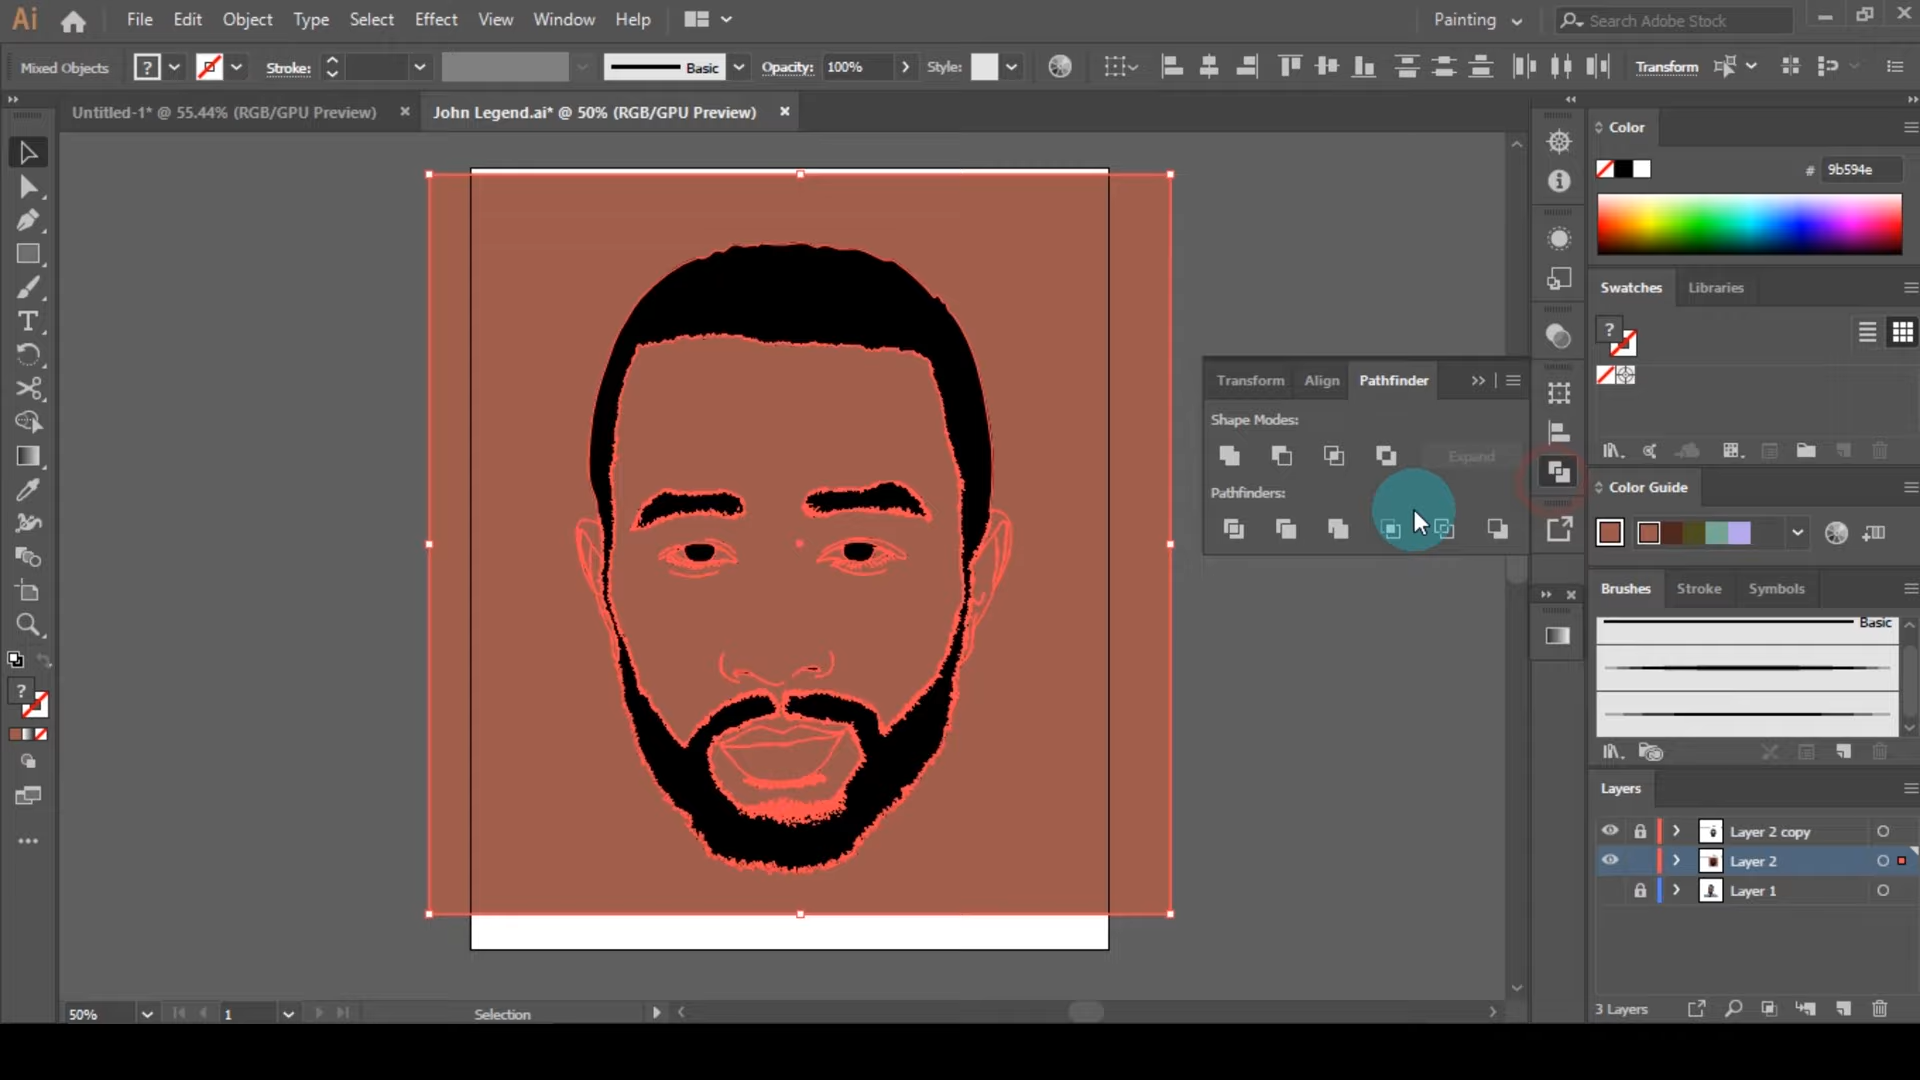 Ai File Edit Object Type Select Effect View Window Help Painting Search Adobe Stock
Mixed Objects ? Stroke: Basic Opacity: 100% Style: Transform
Untitled-1* @ 55.44% (RGB/GPU Preview) × John Legend.ai* @ 50% (RGB/GPU Preview) ×
Color
# 9b594e
Swatches Libraries
?
Transform Align Pathfinder
Shape Modes:
Expand
Pathfinders:
Color Guide
Brushes Stroke Symbols
Basic
?
Layers
Layer 2 copy
Layer 2
Layer 1
3 Layers
50% 1 Selection